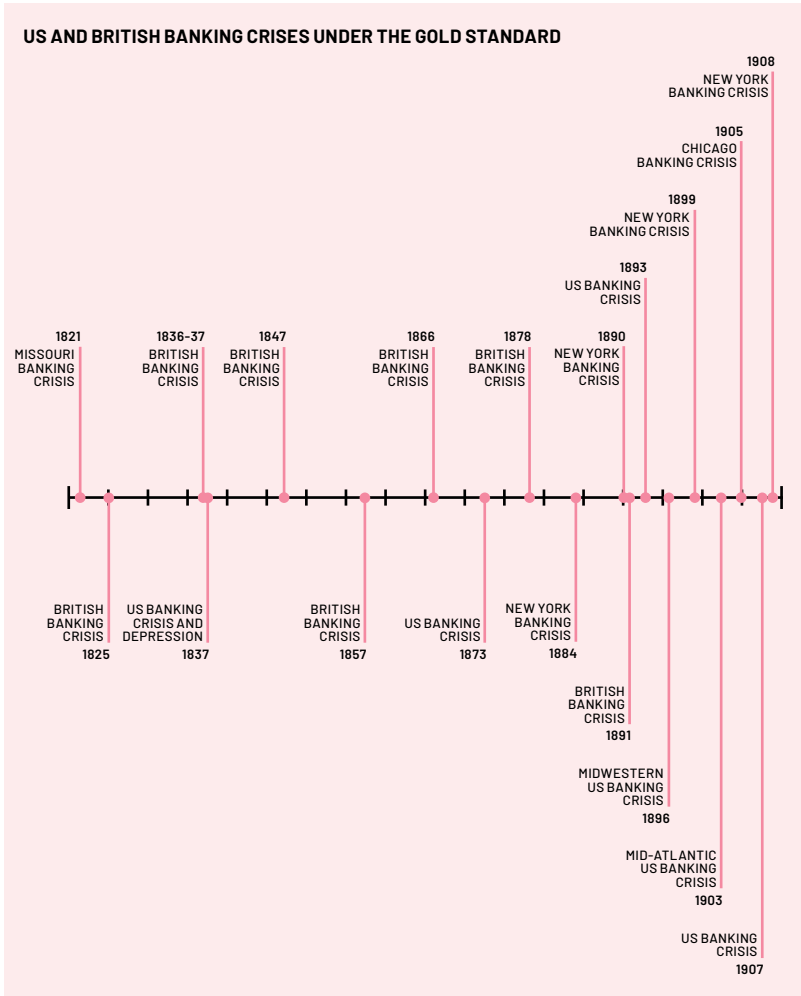 US AND BRITISH BANKING CRISES UNDER THE GOLD STANDARD
1908
NEW YORK
BANKING CRISIS
1905
CHICAGO
BANKING CRISIS
1899
NEW YORK
BANKING CRISIS
1893
US BANKING
CRISIS
1821
MISSOURI
BANKING
CRISIS
1836-37
BRITISH
BANKING
CRISIS
1847
BRITISH
BANKING
CRISIS
1866
BRITISH
BANKING
CRISIS
1878
BRITISH
BANKING
CRISIS
1890
NEW YORK
BANKING
CRISIS
BRITISH
BANKING
CRISIS
1825
US BANKING
CRISIS AND
DEPRESSION
1837
BRITISH
BANKING
CRISIS
1857
US BANKING
CRISIS
1873
NEW YORK
BANKING
CRISIS
1884
BRITISH
BANKING
CRISIS
1891
MIDWESTERN
US BANKING
CRISIS
1896
MID-ATLANTIC
US BANKING
CRISIS
1903
US BANKING
CRISIS
1907